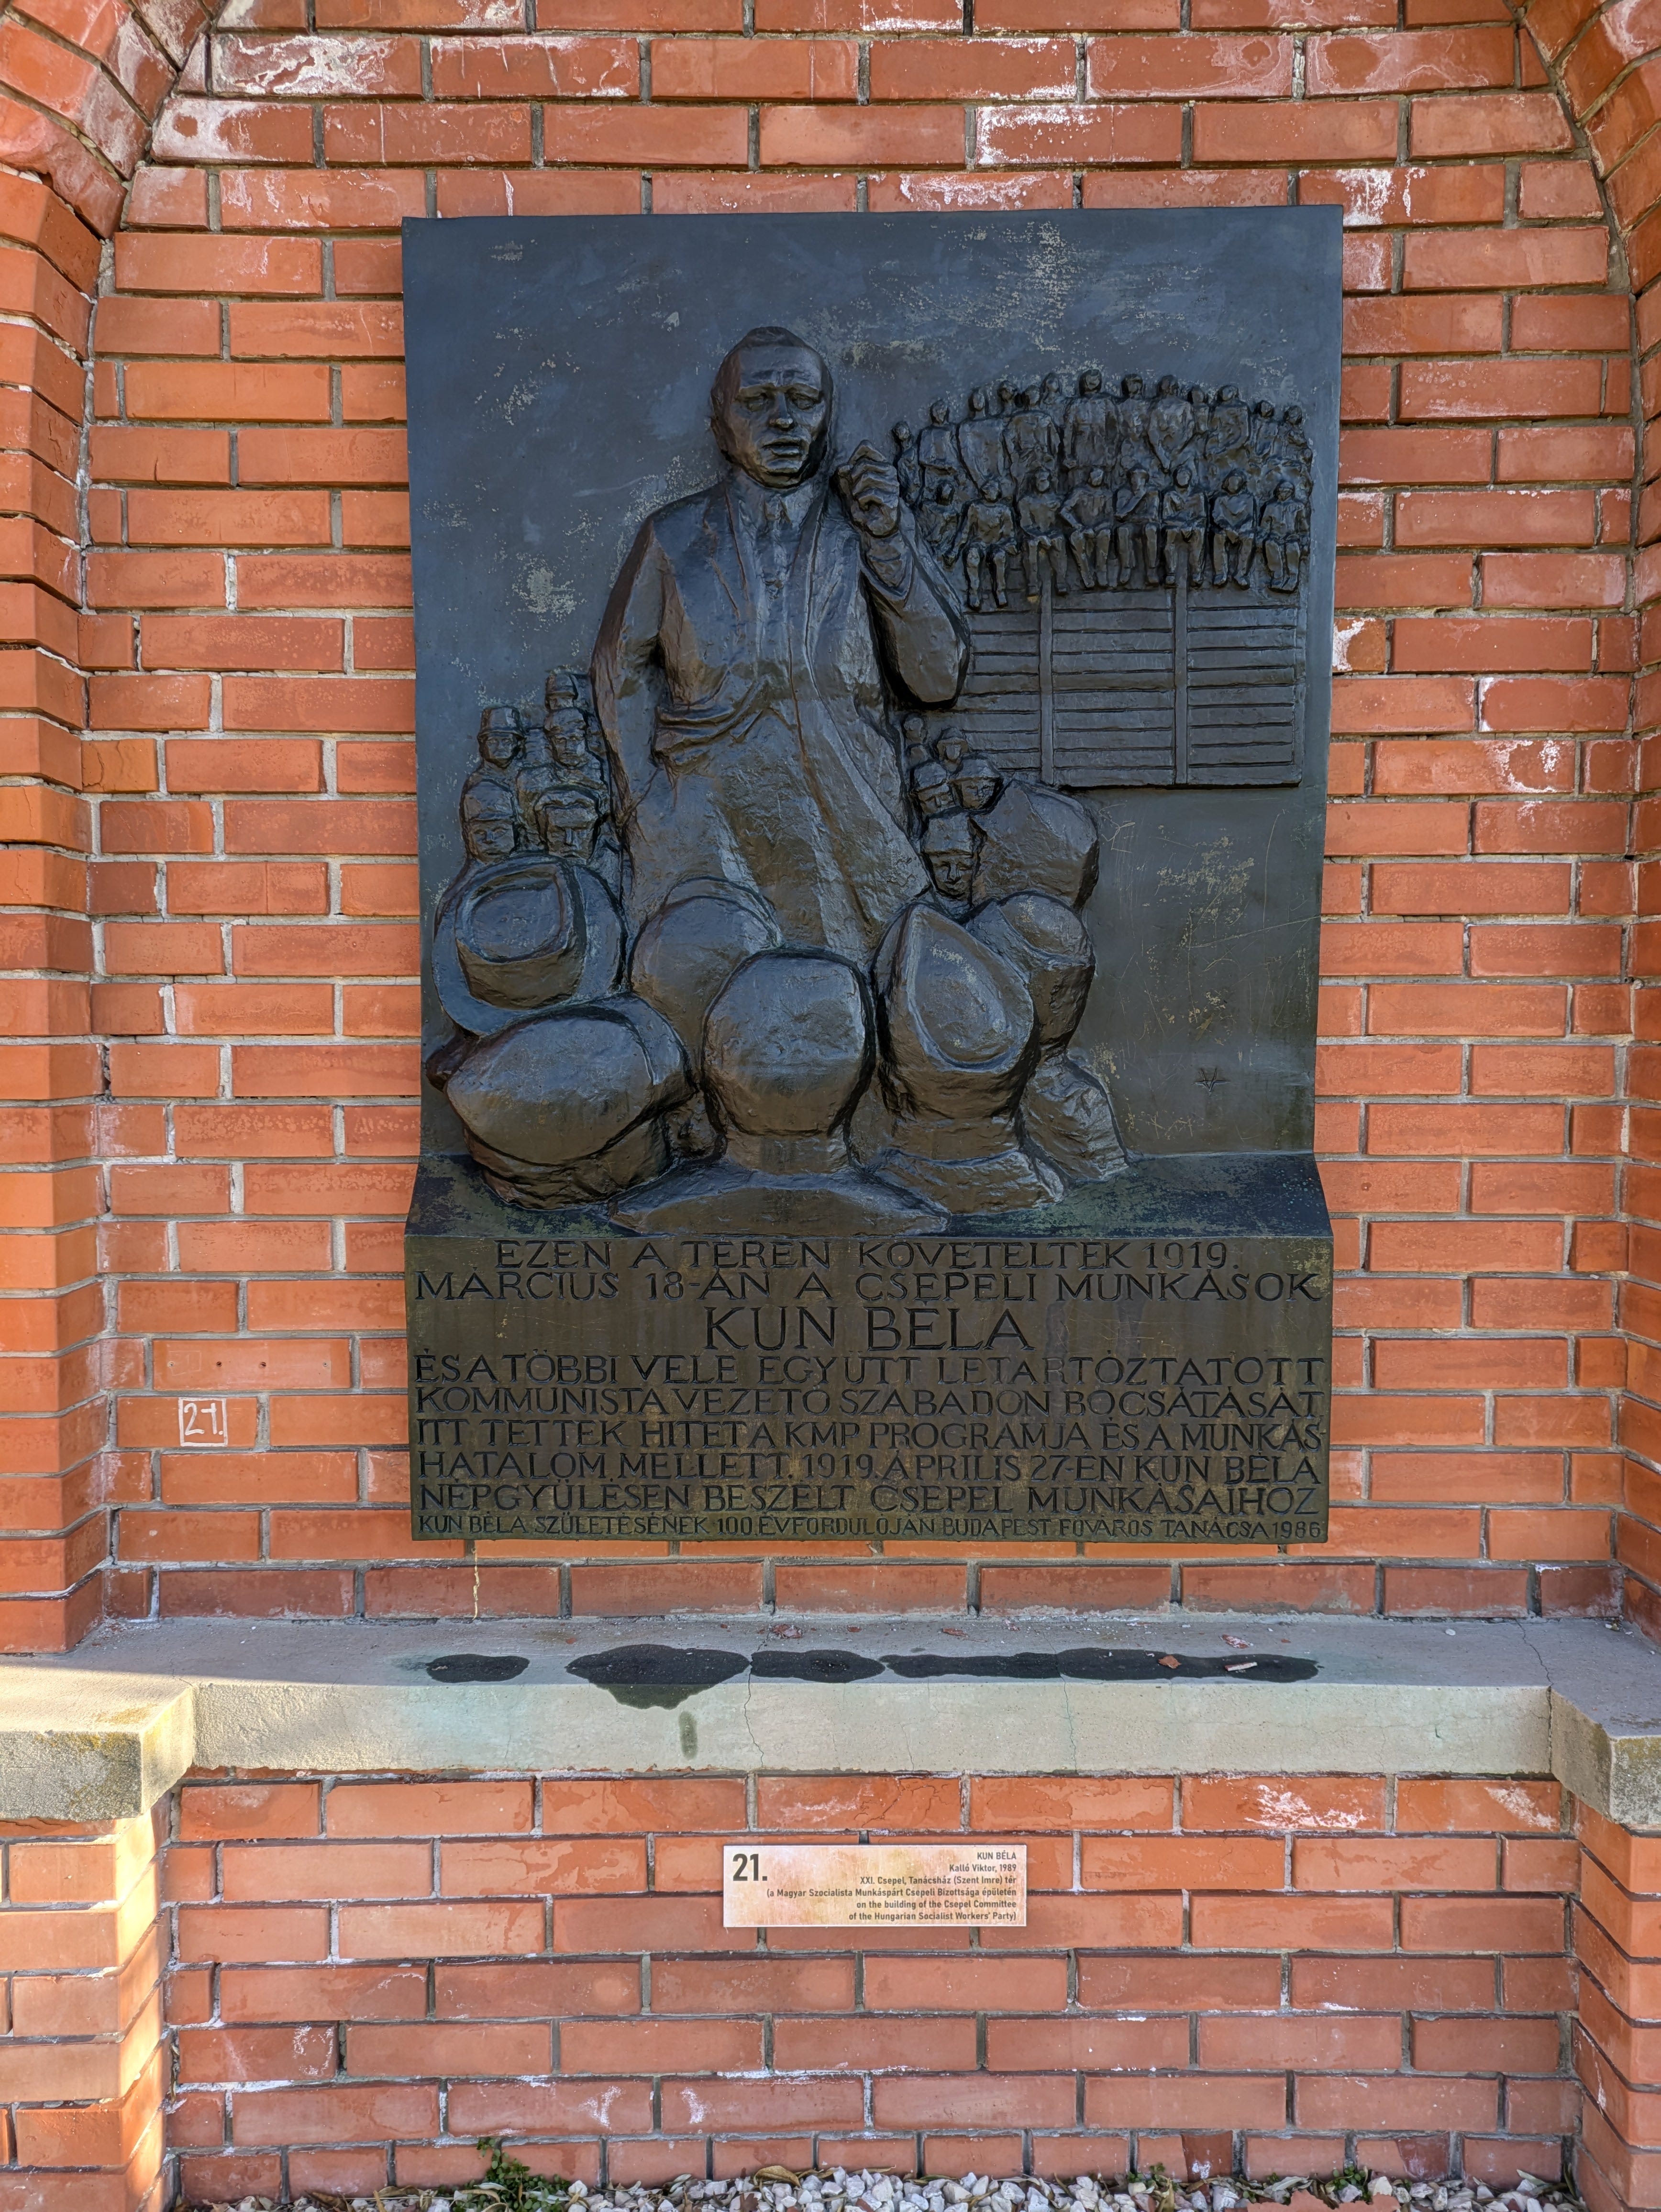 EZEN A TÉREN KÖVETELTÉK 1919.
MÁRCIUS 18-ÁN A CSEPELI MUNKÁSOK
KUN BÉLA
ÉS A TÖBBI VELE EGYÜTT LETARTÓZTATOTT
KOMMUNISTA VEZETŐ SZABADON BOCSÁTÁSÁT
ITT TETTEK HITET A KMP PROGRAMJA ÉS A MUNKÁS-
HATALOM MELLETT. 1919. ÁPRILIS 27-ÉN KUN BÉLA
NÉPGYÜLÉSEN BESZÉLT CSEPEL MUNKÁSAIHOZ
KUN BÉLA SZÜLETÉSÉNEK 100. ÉVFORDULÓJÁN BUDAPEST FŐVÁROS TANÁCSA 1986
21.
21.
KUN BÉLA
Kalló Viktor, 1989
XXI. Csepel, Tanácsház (Szent Imre) tér
(a Magyar Szocialista Munkáspárt Csepeli Bizottsága épületén
on the building of the Csepel Committee
of the Hungarian Socialist Workers' Party)